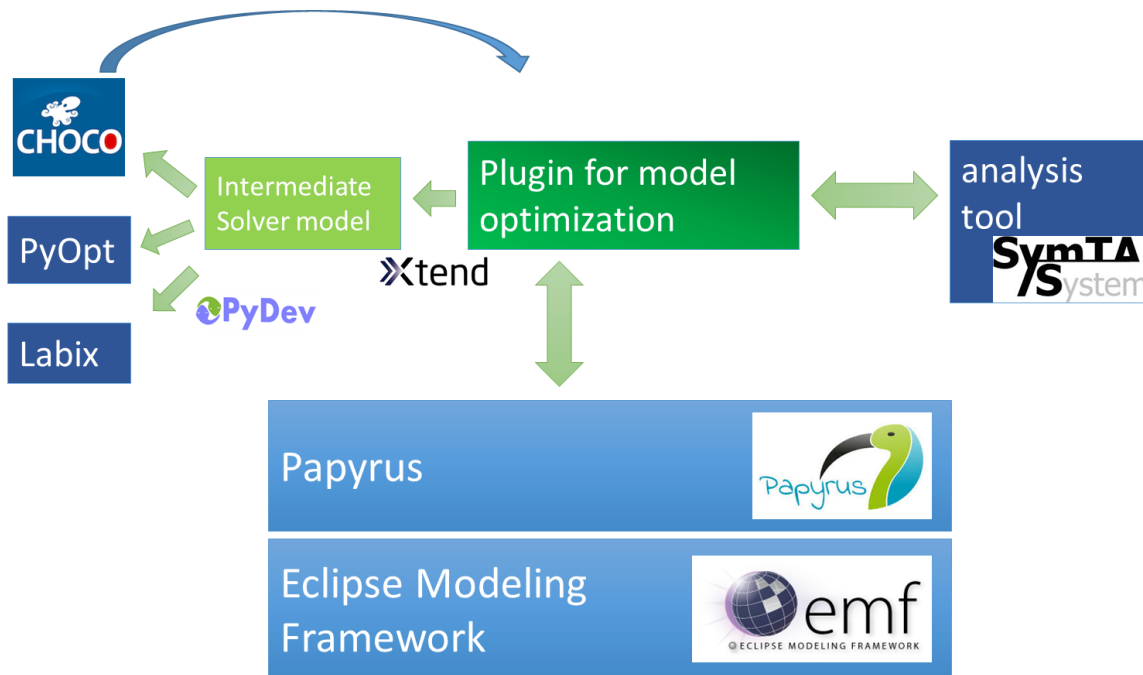 CHOCO
Intermediate
Solver model
Plugin for model
optimization
analysis
tool
SymTA
/System
PyOpt
Xtend
PyDev
Labix
Papyrus
Papyrus
Eclipse Modeling
Framework
emf
ECLIPSE MODELING FRAMEWORK